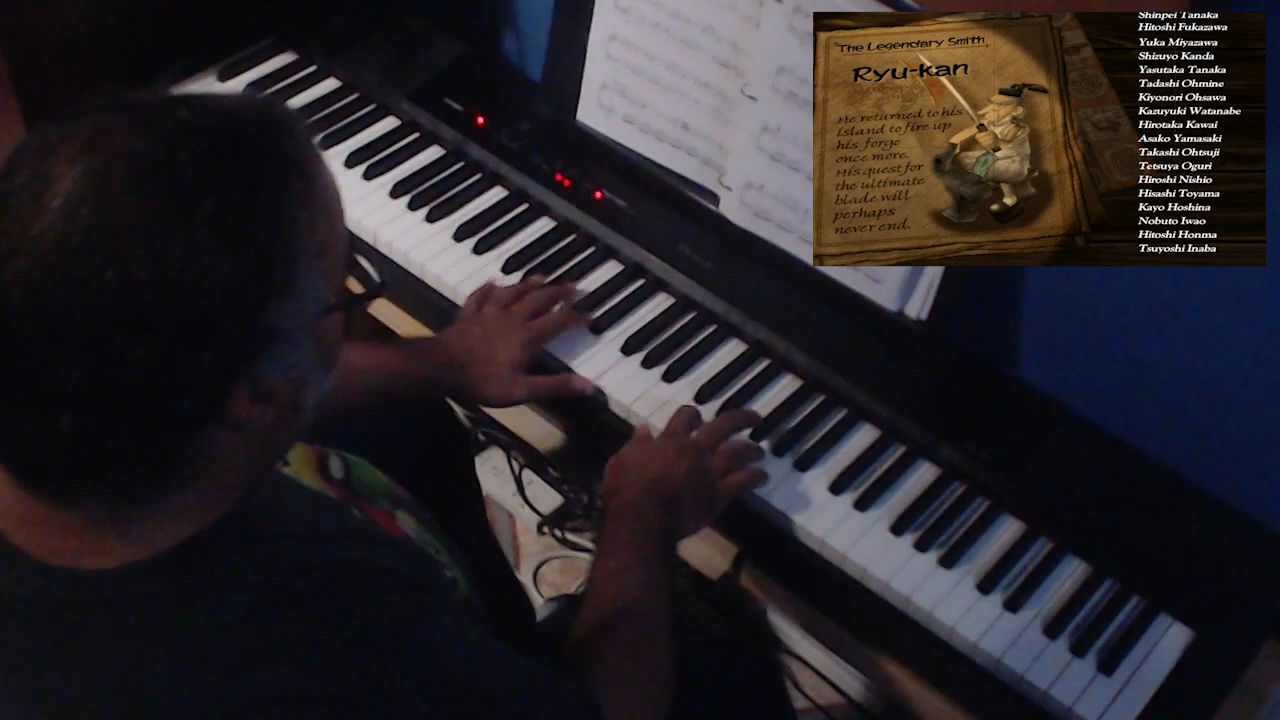 The Legendary Smith
Ryu-kan
He returned to his
island to fire up
his forge
once more.
His quest for
the ultimate
blade will
perhaps
never end.
Shinpei Tanaka
Hitoshi Fukazawa
Yuka Miyazawa
Shizuyo Kanda
Yasutaka Tanaka
Tadashi Ohmine
Kiyonori Ohsawa
Kazuyuki Watanabe
Hirotaka Kawai
Asako Yamasaki
Takashi Ohtsuji
Tetsuya Oguri
Hiroshi Nishio
Hisashi Toyama
Kayo Hoshina
Nobuto Iwao
Hitoshi Honma
Tsuyoshi Inaba